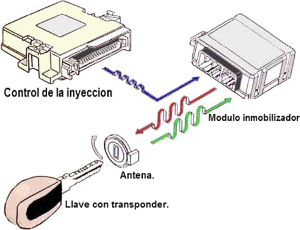 Control de la inyeccion
Modulo inmobilizador
Antena.
Llave con transponder.